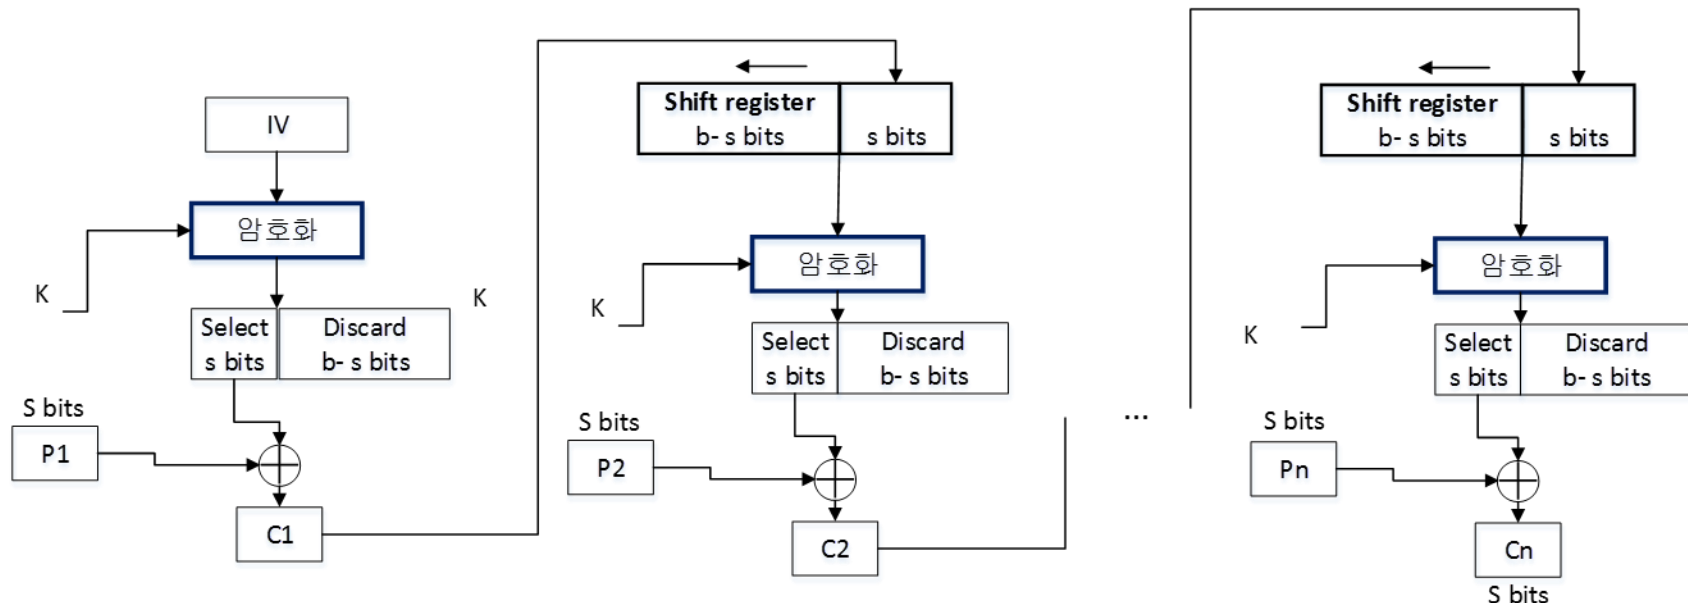 IV
암호화
K
Select
s bits
Discard
b- s bits
S bits
P1
C1
K
Shift register
b- s bits
s bits
암호화
K
Select
s bits
Discard
b- s bits
S bits
P2
C2
...
Shift register
b- s bits
s bits
암호화
K
Select
s bits
Discard
b- s bits
S bits
Pn
Cn
S bits